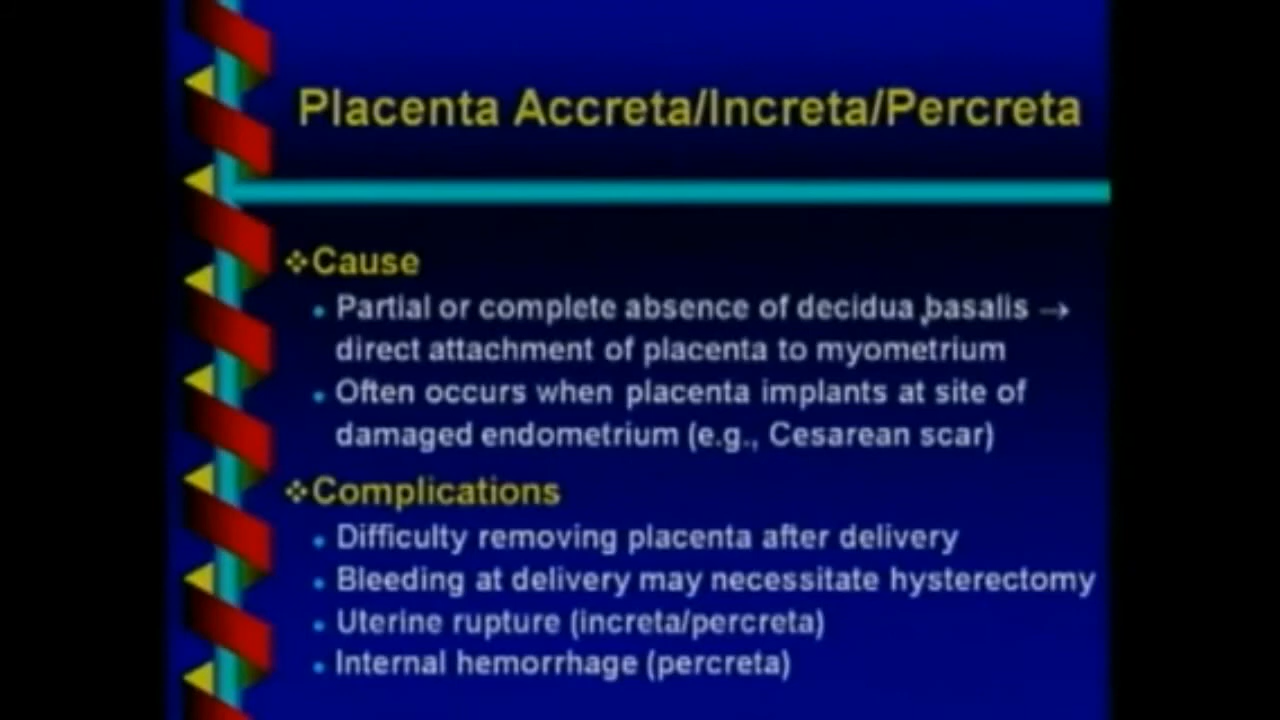 Placenta Accreta/Increta/Percreta
❖Cause
• Partial or complete absence of decidua basalis →
direct attachment of placenta to myometrium
• Often occurs when placenta implants at site of
damaged endometrium (e.g., Cesarean scar)
❖Complications
• Difficulty removing placenta after delivery
• Bleeding at delivery may necessitate hysterectomy
• Uterine rupture (increta/percreta)
• Internal hemorrhage (percreta)